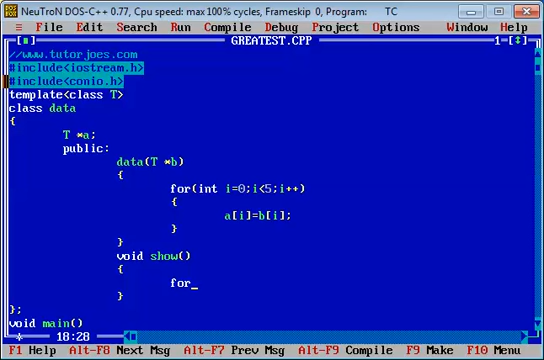 NeuTroN DOS-C++ 0.77, Cpu speed: max 100% cycles, Frameskip 0, Program: TC
≡ File Edit Search Run Compile Debug Project Options Window Help
[■] GREATEST.CPP 1=[↕]
//www.tutorjoes.com
#include<iostream.h>
#include<conio.h>
template<class T>
class data
{
T *a;
public:
data(T *b)
{
for(int i=0;i<5;i++)
{
a[i]=b[i];
}
}
void show()
{
for_
}
};
void main()
* 18:28
F1 Help Alt-F8 Next Msg Alt-F7 Prev Msg Alt-F9 Compile F9 Make F10 Menu